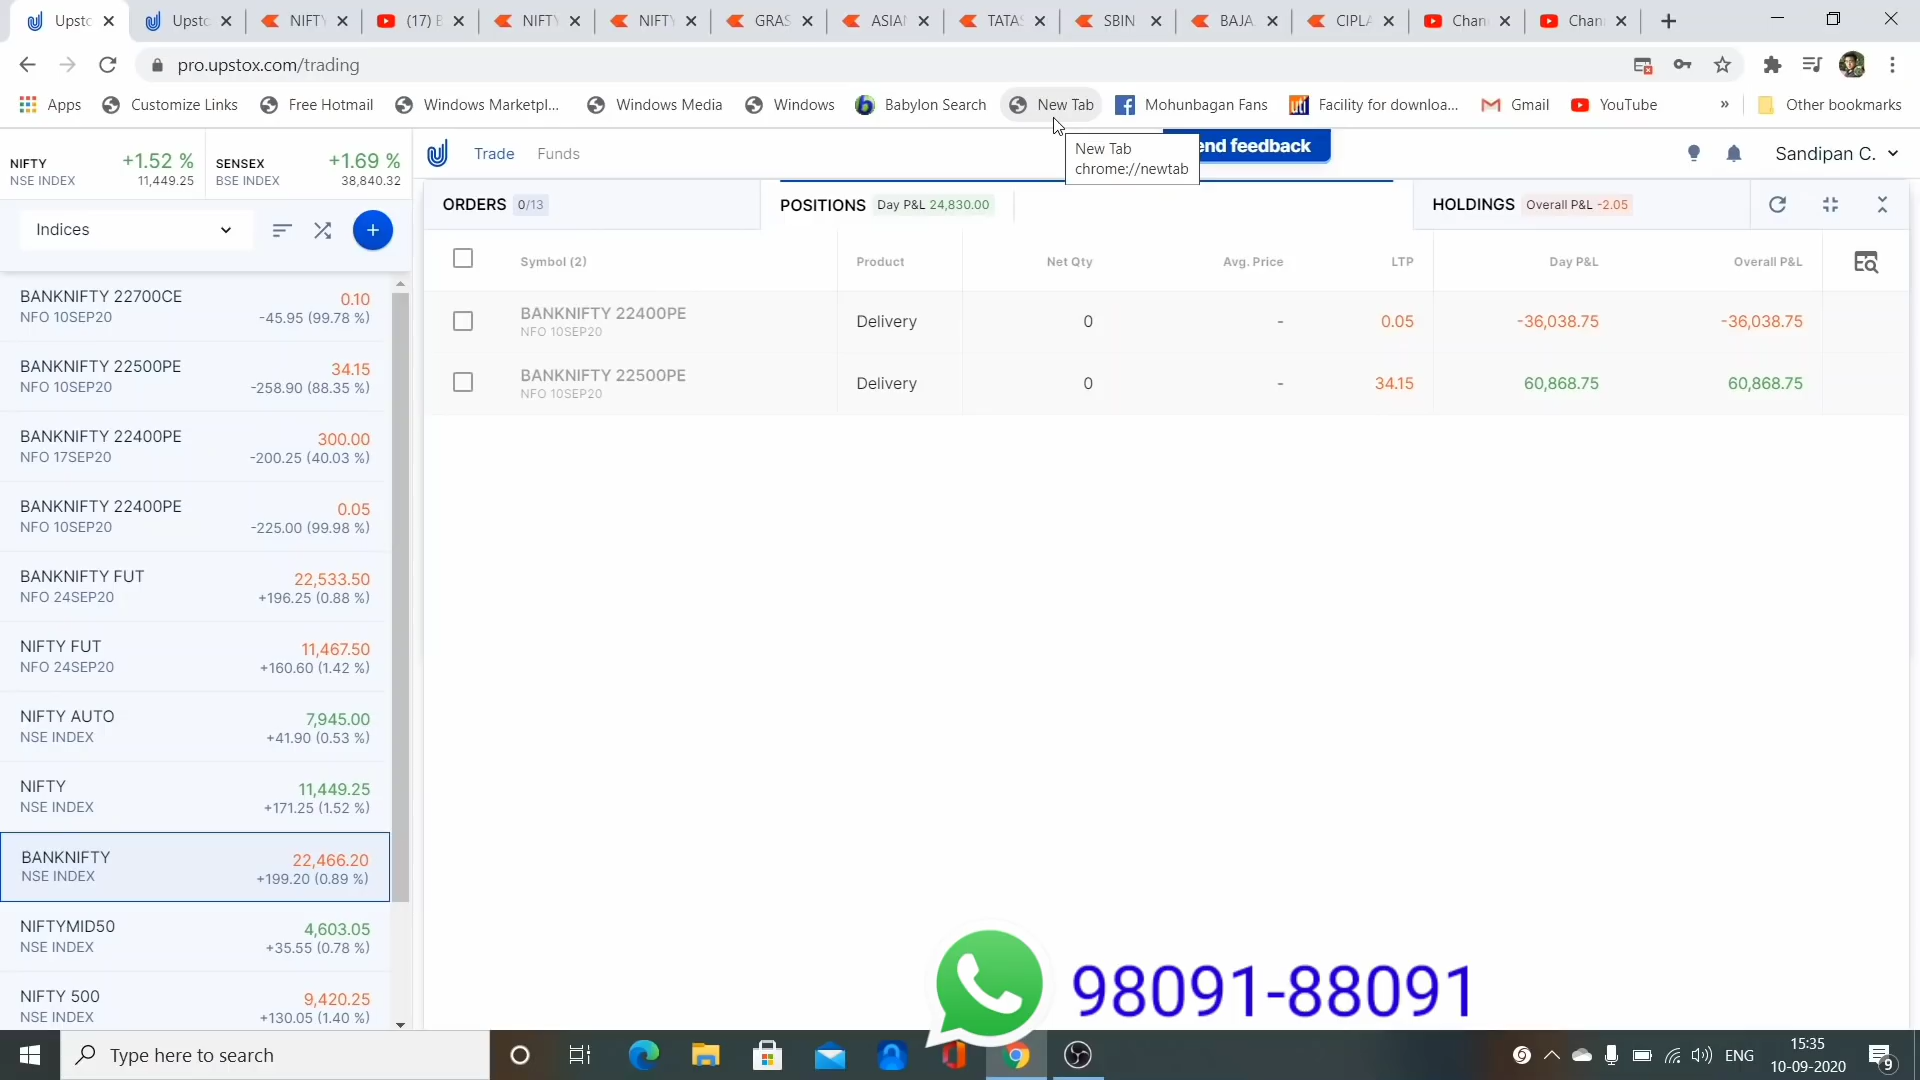 Upsto
Upsto
NIFTY
(17) B
NIFTY
NIFTY
GRAS
ASIAN
TATAS
SBIN
BAJA
CIPLA
Chan
Chan
pro.upstox.com/trading
Apps
Customize Links
Free Hotmail
Windows Marketpl...
Windows Media
Windows
Babylon Search
New Tab
Mohunbagan Fans
Facility for downloa...
Gmail
YouTube
»
Other bookmarks
New Tab
chrome://newtab
end feedback
NIFTY +1.52 %
NSE INDEX 11,449.25
SENSEX +1.69 %
BSE INDEX 38,840.32
Trade
Funds
Sandipan C.
Indices
ORDERS 0/13
POSITIONS Day P&L 24,830.00
HOLDINGS Overall P&L -2.05
Symbol (2) Product Net Qty Avg. Price LTP Day P&L Overall P&L
BANKNIFTY 22400PE Delivery 0 - 0.05 -36,038.75 -36,038.75
NFO 10SEP20
BANKNIFTY 22500PE Delivery 0 - 34.15 60,868.75 60,868.75
NFO 10SEP20
BANKNIFTY 22700CE 0.10
NFO 10SEP20 -45.95 (99.78 %)
BANKNIFTY 22500PE 34.15
NFO 10SEP20 -258.90 (88.35 %)
BANKNIFTY 22400PE 300.00
NFO 17SEP20 -200.25 (40.03 %)
BANKNIFTY 22400PE 0.05
NFO 10SEP20 -225.00 (99.98 %)
BANKNIFTY FUT 22,533.50
NFO 24SEP20 +196.25 (0.88 %)
NIFTY FUT 11,467.50
NFO 24SEP20 +160.60 (1.42 %)
NIFTY AUTO 7,945.00
NSE INDEX +41.90 (0.53 %)
NIFTY 11,449.25
NSE INDEX +171.25 (1.52 %)
BANKNIFTY 22,466.20
NSE INDEX +199.20 (0.89 %)
NIFTYMID50 4,603.05
NSE INDEX +35.55 (0.78 %)
NIFTY 500 9,420.25
NSE INDEX +130.05 (1.40 %)
98091-88091
Type here to search
ENG
15:35
10-09-2020
9